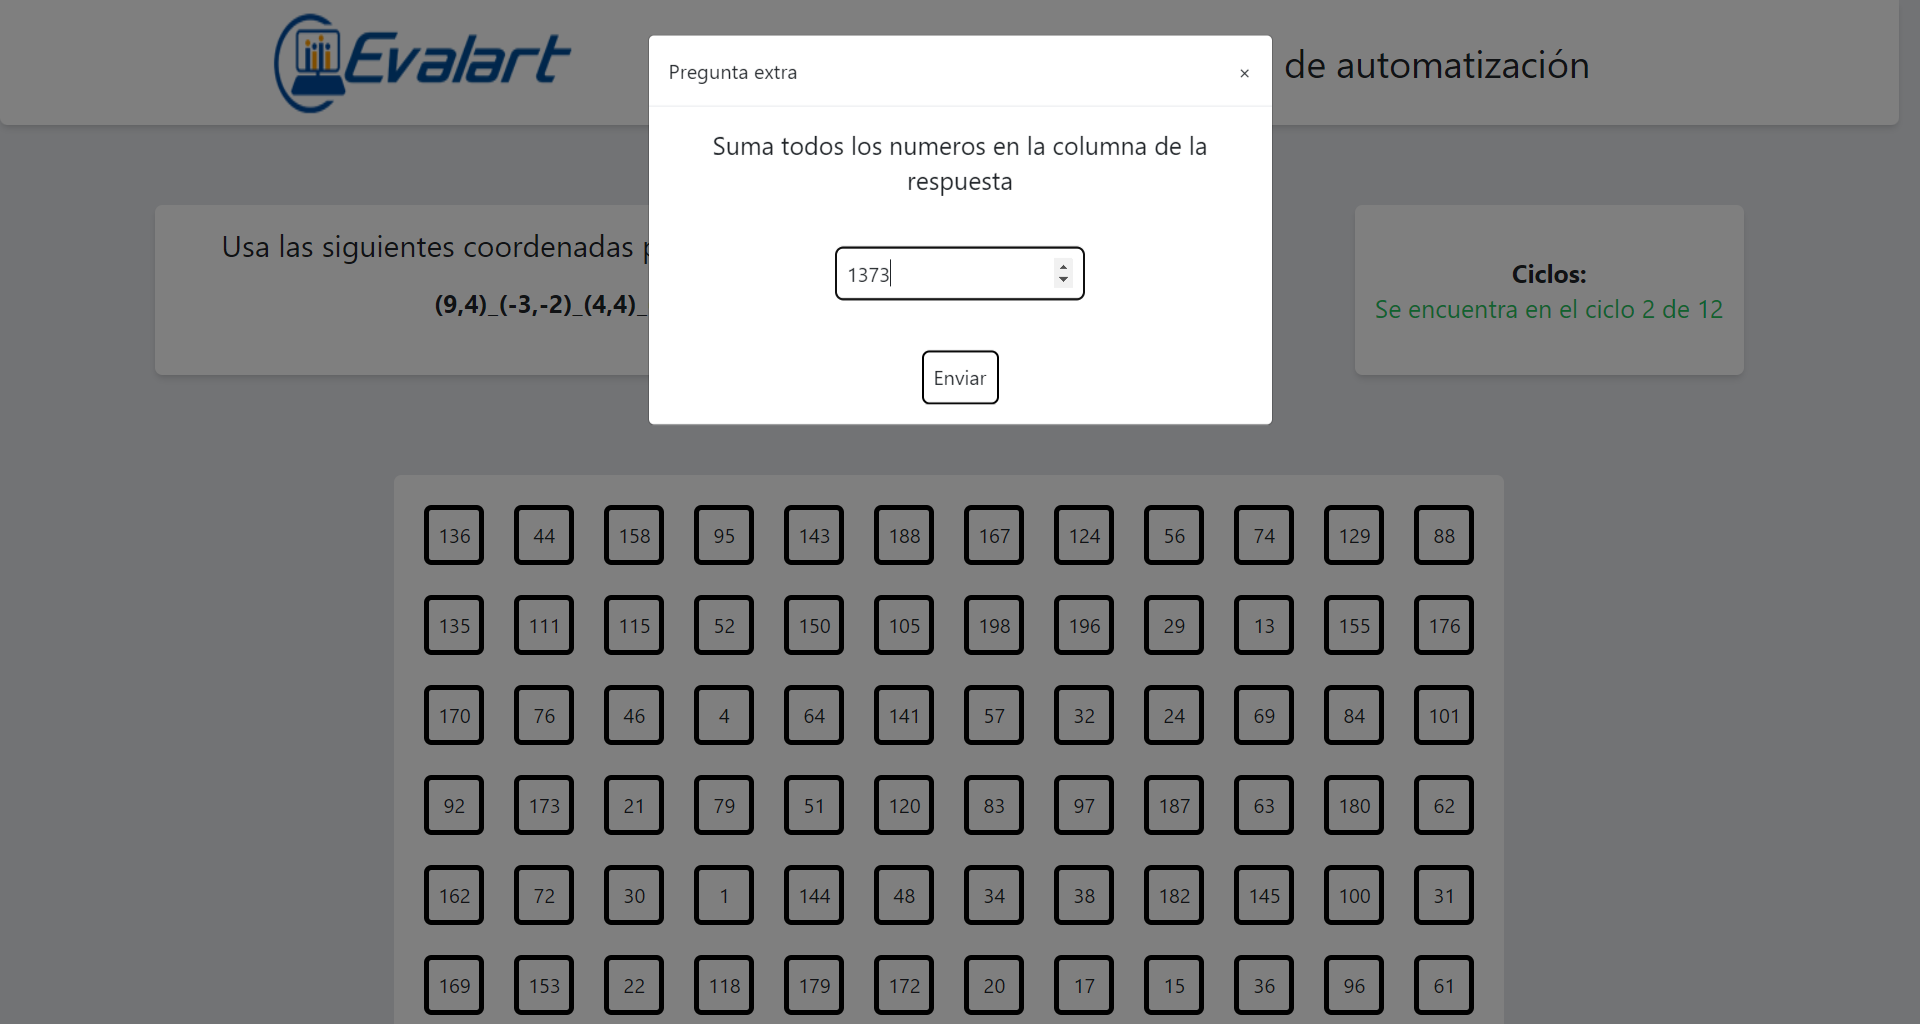 Evalart
de automatización
Pregunta extra
×
Suma todos los numeros en la columna de la
respuesta
1373
Enviar
Usa las siguientes coordenadas
(9,4)_(-3,-2)_(4,4)_
Ciclos:
Se encuentra en el ciclo 2 de 12
136 44 158 95 143 188 167 124 56 74 129 88
135 111 115 52 150 105 198 196 29 13 155 176
170 76 46 4 64 141 57 32 24 69 84 101
92 173 21 79 51 120 83 97 187 63 180 62
162 72 30 1 144 48 34 38 182 145 100 31
169 153 22 118 179 172 20 17 15 36 96 61